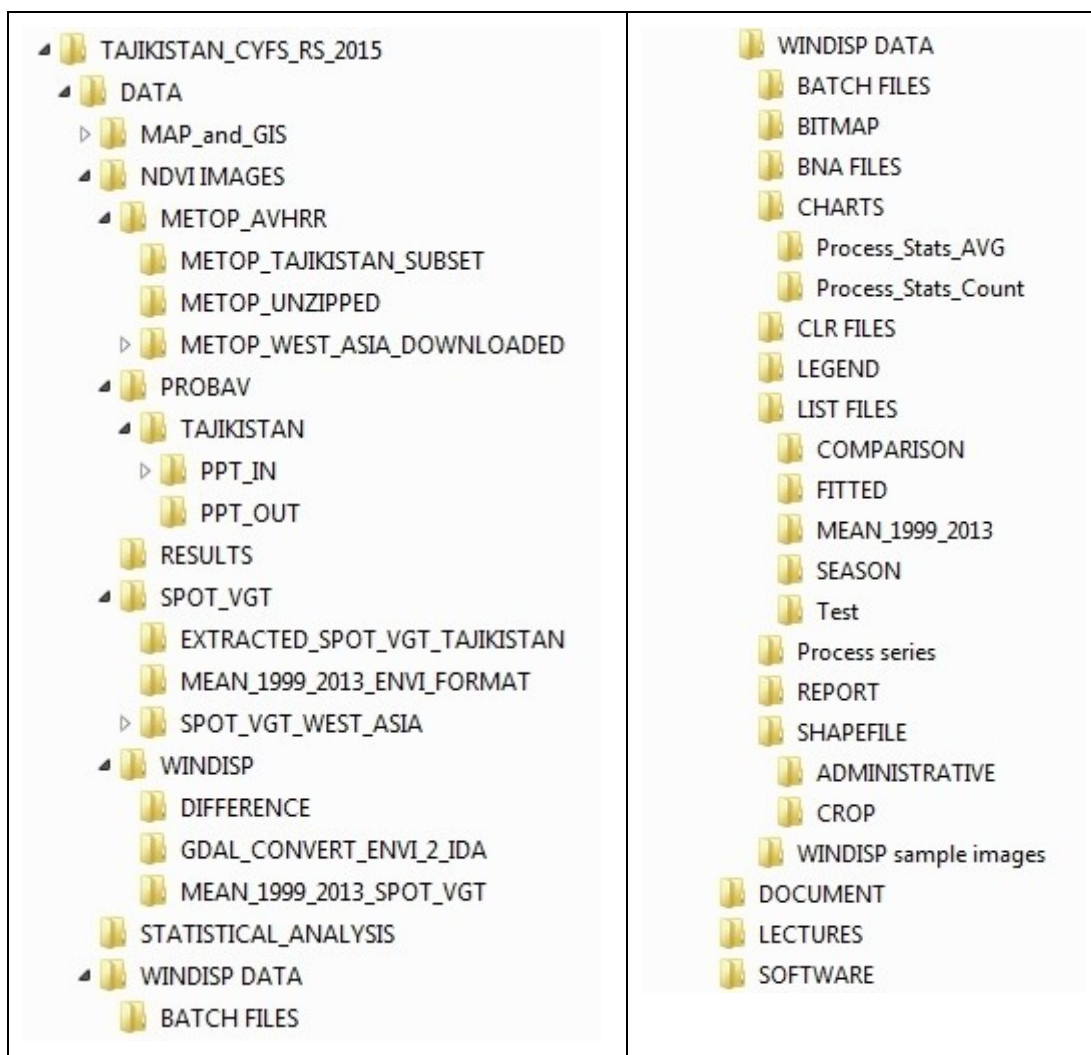 TAJIKISTAN_CYFS_RS_2015
DATA
MAP_and_GIS
NDVI IMAGES
METOP_AVHRR
METOP_TAJIKISTAN_SUBSET
METOP_UNZIPPED
METOP_WEST_ASIA_DOWNLOADED
PROBAV
TAJIKISTAN
PPT_IN
PPT_OUT
RESULTS
SPOT_VGT
EXTRACTED_SPOT_VGT_TAJIKISTAN
MEAN_1999_2013_ENVI_FORMAT
SPOT_VGT_WEST_ASIA
WINDISP
DIFFERENCE
GDAL_CONVERT_ENVI_2_IDA
MEAN_1999_2013_SPOT_VGT
STATISTICAL_ANALYSIS
WINDISP DATA
BATCH FILES
WINDISP DATA
BATCH FILES
BITMAP
BNA FILES
CHARTS
Process_Stats_AVG
Process_Stats_Count
CLR FILES
LEGEND
LIST FILES
COMPARISON
FITTED
MEAN_1999_2013
SEASON
Test
Process series
REPORT
SHAPEFILE
ADMINISTRATIVE
CROP
WINDISP sample images
DOCUMENT
LECTURES
SOFTWARE